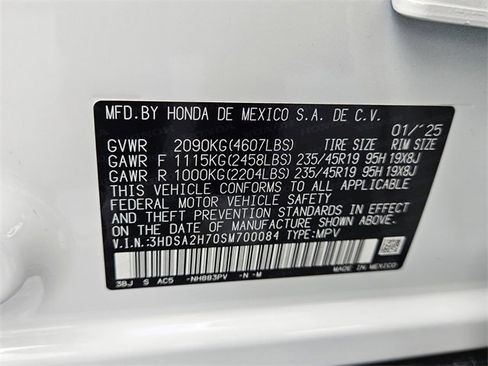 MFD.BY HONDA DE MEXICO S.A. DE C.V.
01/'25
GVWR 2090KG(4607LBS) TIRE SIZE RIM SIZE
GAWR F 1115KG(2458LBS) 235/45R19 95H 19X8J
GAWR R 1000KG(2204LBS) 235/45R19 95H 19X8J
THIS VEHICLE CONFORMS TO ALL APPLICABLE
FEDERAL MOTOR VEHICLE SAFETY
STANDARDS IN EFFECT ON THE DATE
OF MANUFACTURE SHOWN ABOVE.
V.I.N.:3HDSA2H70SM700084 TYPE:MPV
3BJ S AC5 -NH883PV -N -M
MADE IN MEXICO